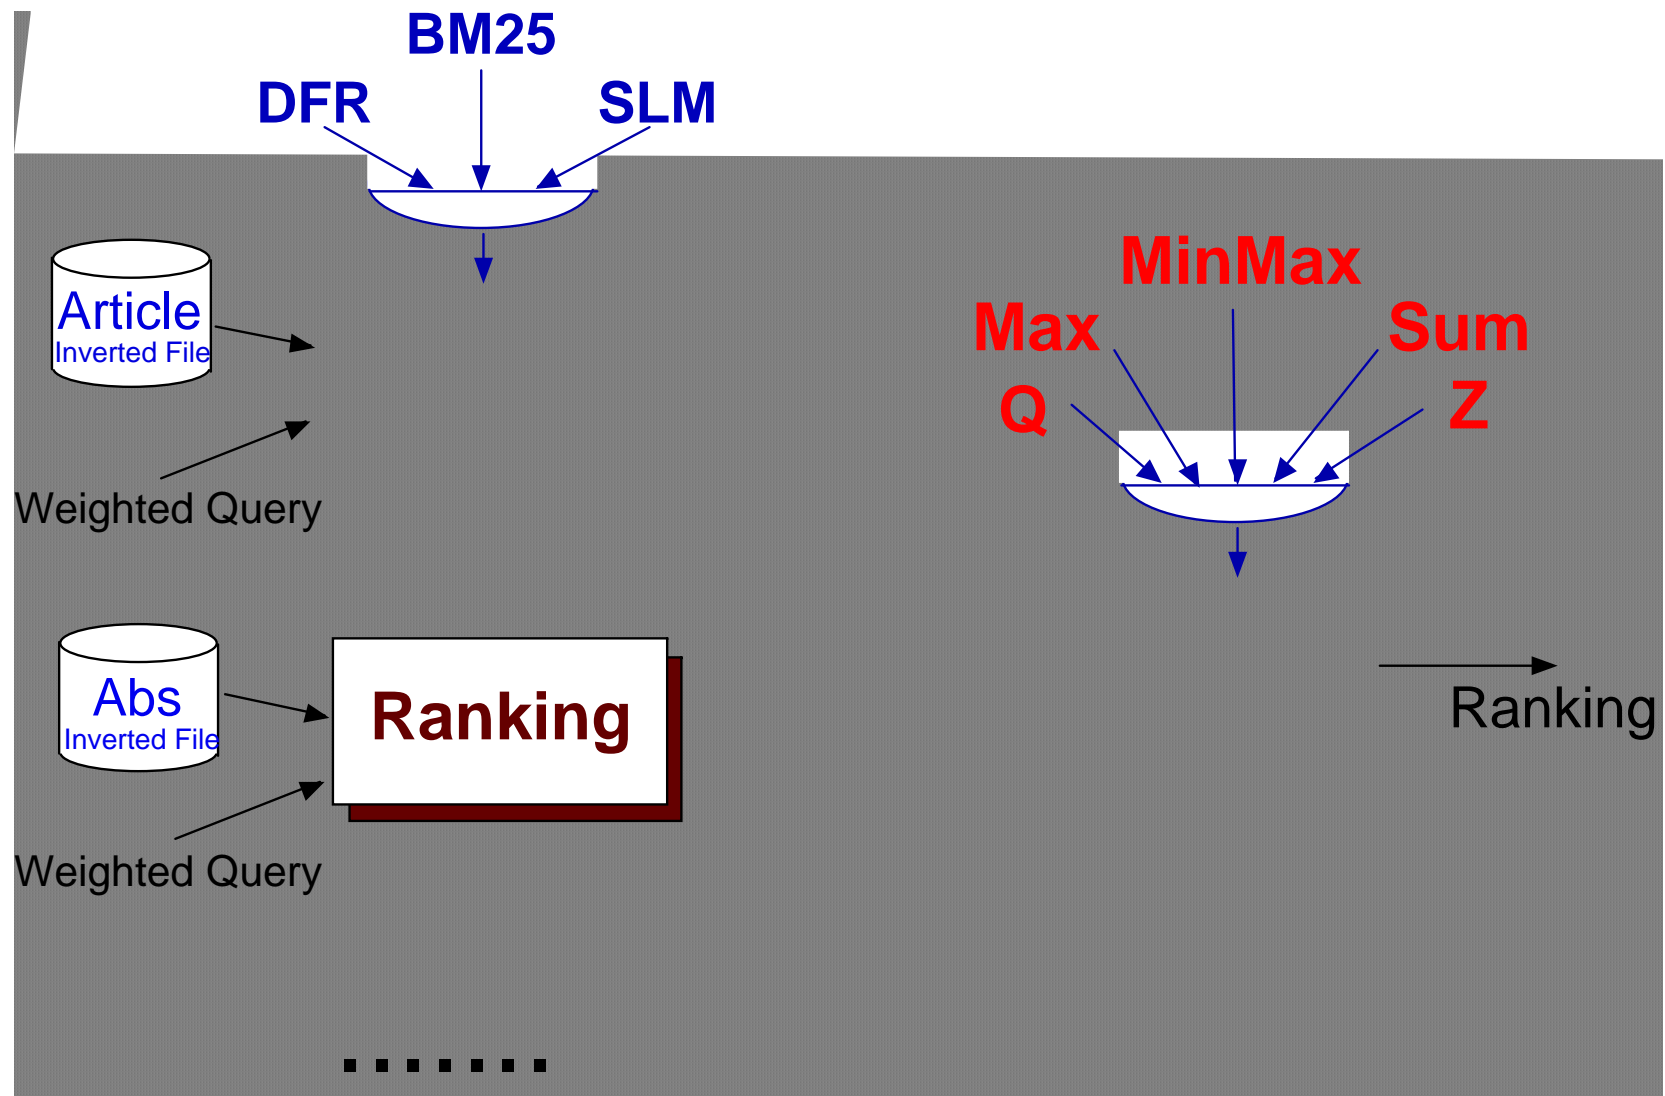 BM25
DFR
SLM
MinMax
Max
Sum
Q
Z
Article
Inverted File
Weighted Query
Abs
Inverted File
Ranking
Ranking
Weighted Query
.......